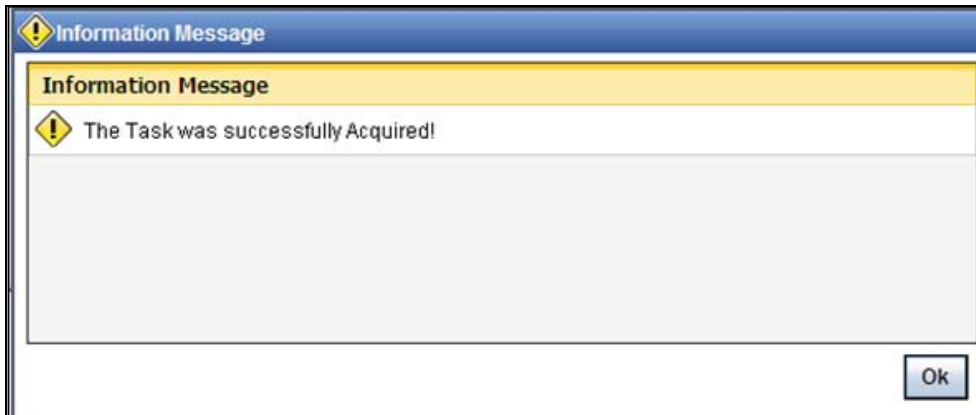 Information Message
Information Message
The Task was successfully Acquired!
Ok